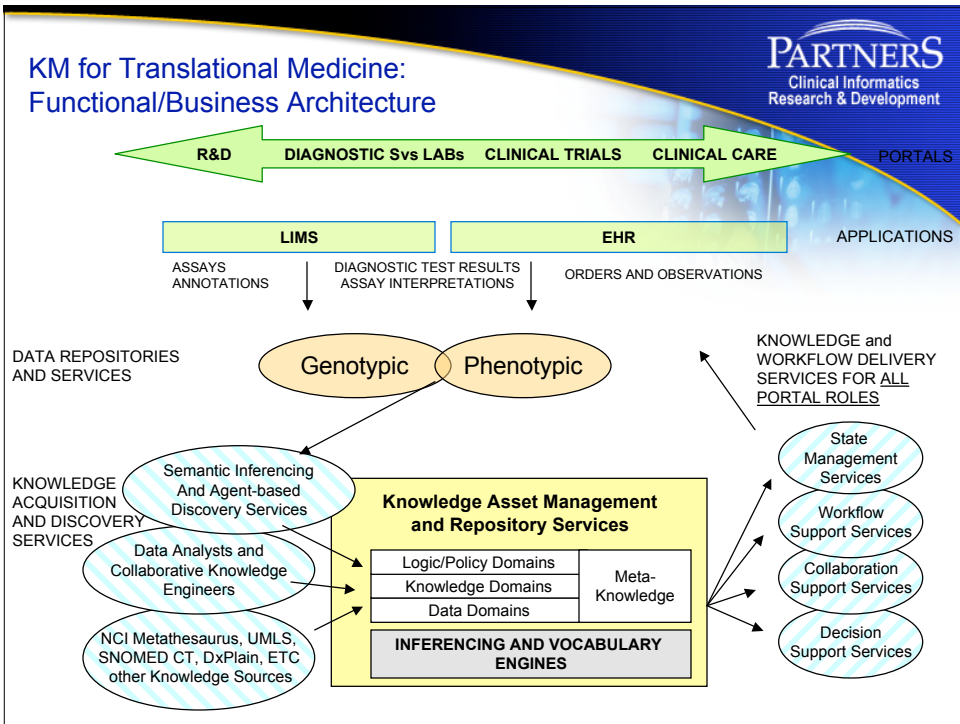 KM for Translational Medicine:
Functional/Business Architecture
PARTNERS
Clinical Informatics
Research & Development
R&D
DIAGNOSTIC Svs LABs
CLINICAL TRIALS
CLINICAL CARE
PORTALS
LIMS
EHR
APPLICATIONS
ASSAYS
ANNOTATIONS
DIAGNOSTIC TEST RESULTS
ASSAY INTERPRETATIONS
ORDERS AND OBSERVATIONS
DATA REPOSITORIES
AND SERVICES
Genotypic
Phenotypic
KNOWLEDGE and
WORKFLOW DELIVERY
SERVICES FOR ALL
PORTAL ROLES
KNOWLEDGE
ACQUISITION
AND DISCOVERY
SERVICES
Semantic Inferencing
And Agent-based
Discovery Services
Data Analysts and
Collaborative Knowledge
Engineers
NCI Metathesaurus, UMLS,
SNOMED CT, DxPlain, ETC
other Knowledge Sources
Knowledge Asset Management
and Repository Services
Logic/Policy Domains
Knowledge Domains
Data Domains
Meta-
Knowledge
INFERENCING AND VOCABULARY
ENGINES
State
Management
Services
Workflow
Support Services
Collaboration
Support Services
Decision
Support Services